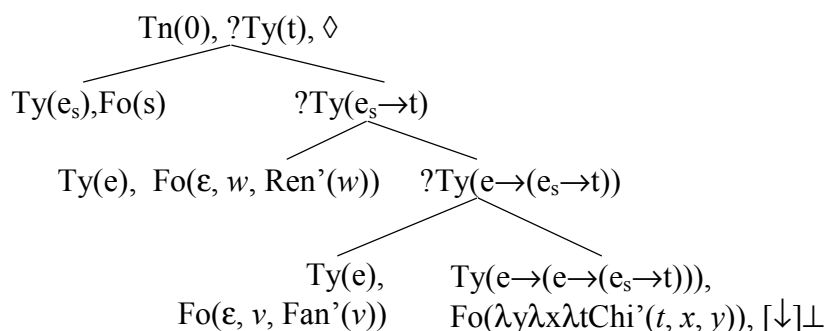 Tn(0), ?Ty(t), ◊
Ty(eₛ),Fo(s) ?Ty(eₛ→t)
Ty(e), Fo(ε, w, Ren’(w)) ?Ty(e→(eₛ→t))
Ty(e), Ty(e→(e→(eₛ→t))),
Fo(ε, v, Fan’(v)) Fo(λyλxλtChi’(t, x, y)), [↓]⊥